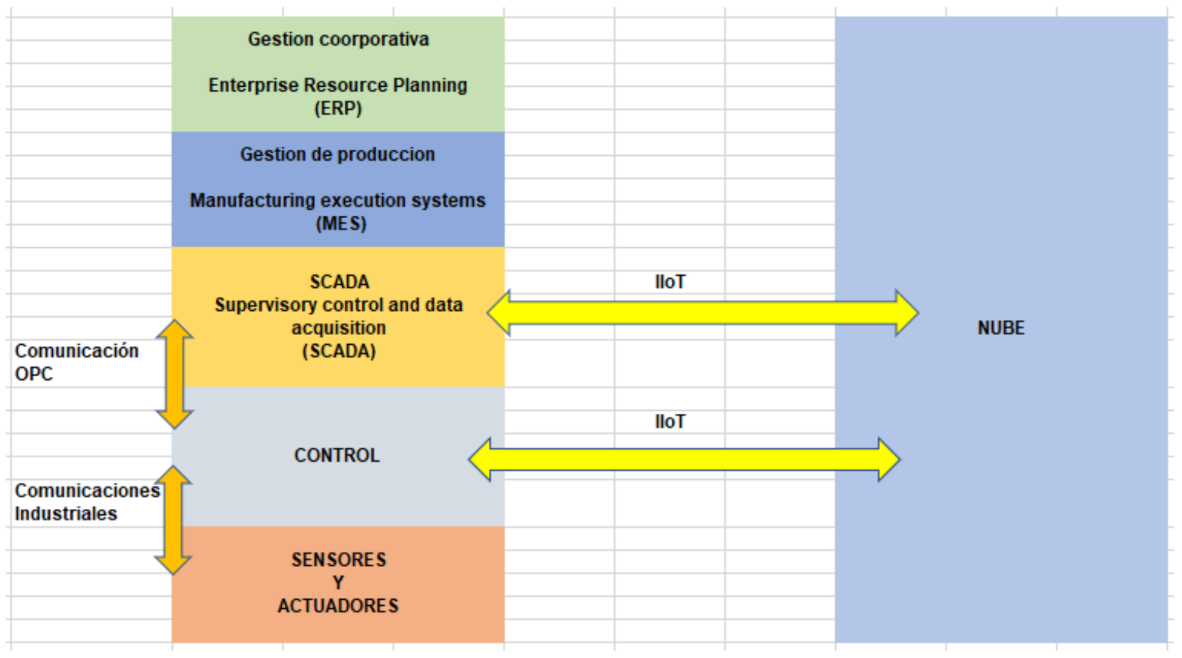 Gestion coorporativa
Enterprise Resource Planning
(ERP)
Gestion de produccion
Manufacturing execution systems
(MES)
SCADA
Supervisory control and data
acquisition
(SCADA)
Comunicación
OPC
IIoT
NUBE
IIoT
CONTROL
Comunicaciones
Industriales
SENSORES
Y
ACTUADORES